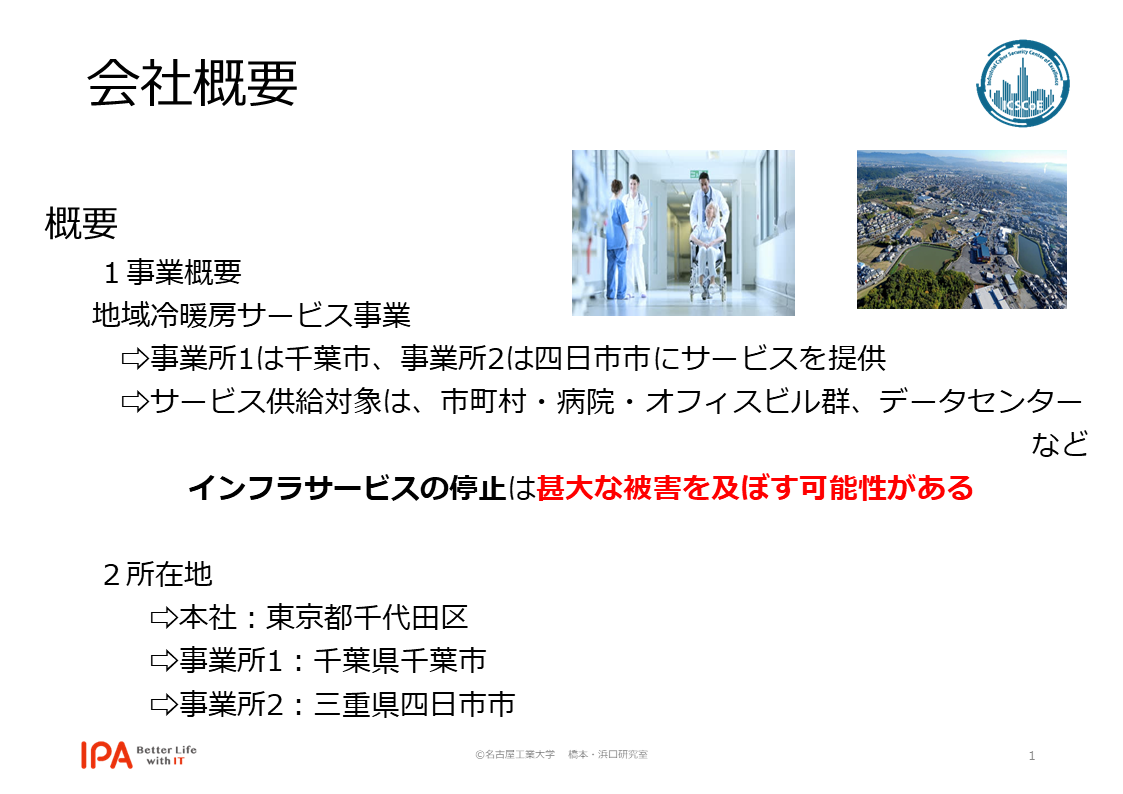 会社概要
Industrial Cyber Security Center of Excellence
ICSCoE
概要
１事業概要
地域冷暖房サービス事業
⇨事業所1は千葉市、事業所2は四日市市にサービスを提供
⇨サービス供給対象は、市町村・病院・オフィスビル群、データセンター
など
インフラサービスの停止は甚大な被害を及ぼす可能性がある
２所在地
⇨本社：東京都千代田区
⇨事業所1：千葉県千葉市
⇨事業所2：三重県四日市市
IPA Better Life
with IT
©名古屋工業大学　橋本・浜口研究室
1